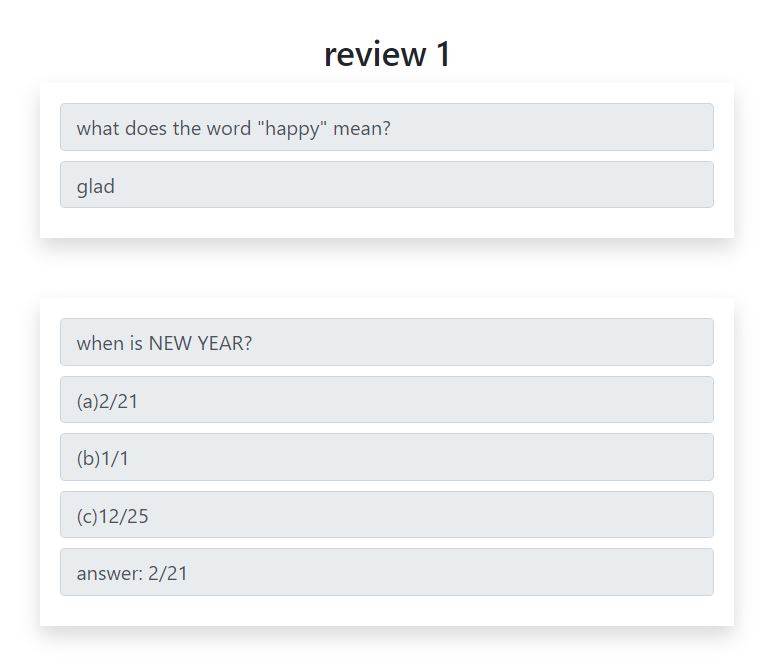 review 1
what does the word "happy" mean?
glad
when is NEW YEAR?
(a)2/21
(b)1/1
(c)12/25
answer: 2/21